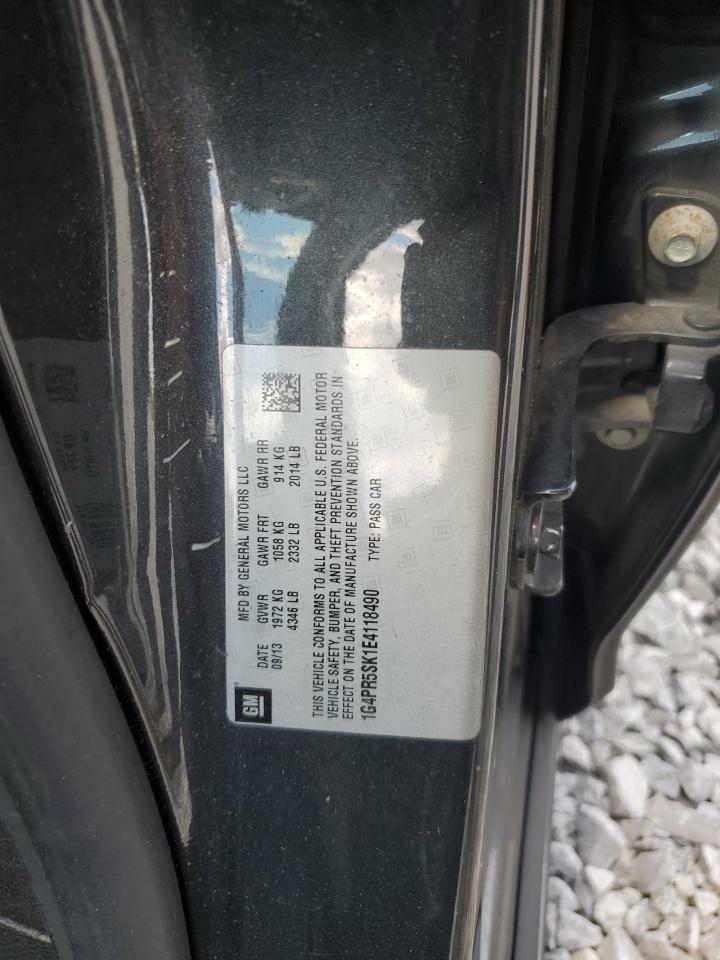 GM
MFD BY GENERAL MOTORS LLC
DATE GVWR GAWR FRT GAWR RR
09/13 1972 KG 1058 KG 914 KG
4346 LB 2332 LB 2014 LB
THIS VEHICLE CONFORMS TO ALL APPLICABLE U.S. FEDERAL MOTOR
VEHICLE SAFETY, BUMPER, AND THEFT PREVENTION STANDARDS IN
EFFECT ON THE DATE OF MANUFACTURE SHOWN ABOVE.
1G4PR5SK1E4118490 TYPE: PASS CAR